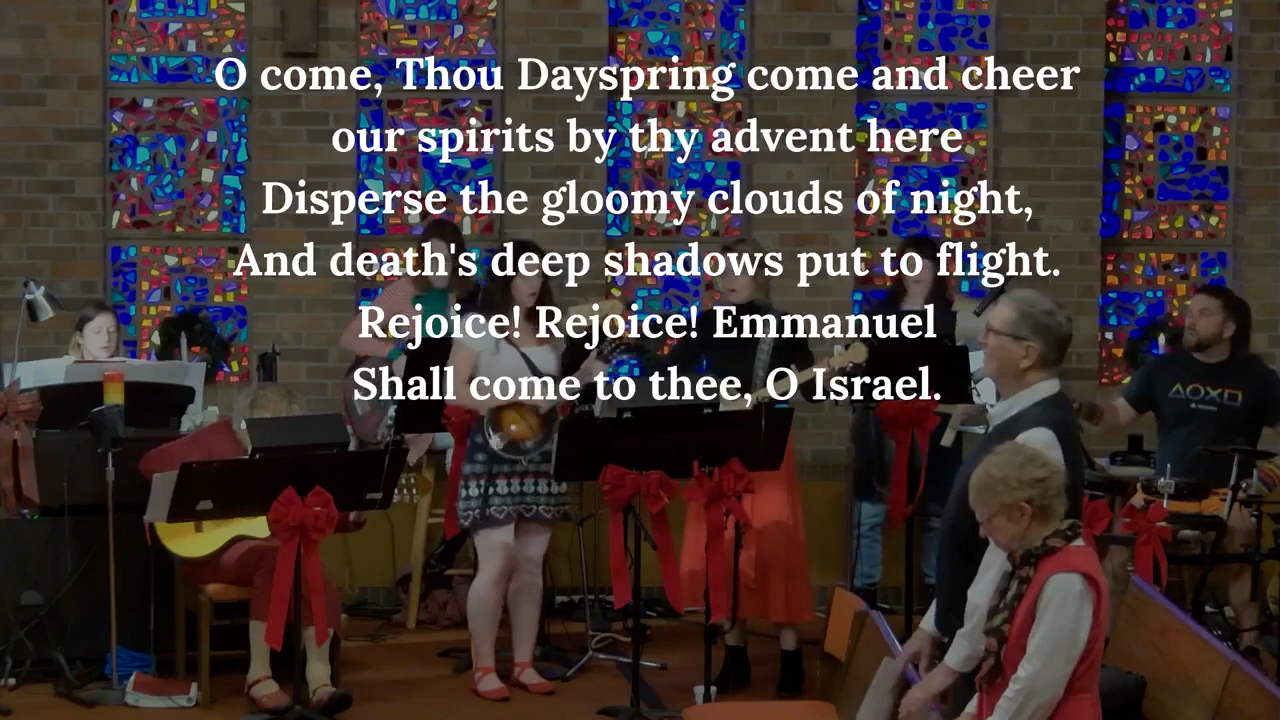 O come, Thou Dayspring come and cheer
our spirits by thy advent here
Disperse the gloomy clouds of night,
And death's deep shadows put to flight.
Rejoice! Rejoice! Emmanuel
Shall come to thee, O Israel.